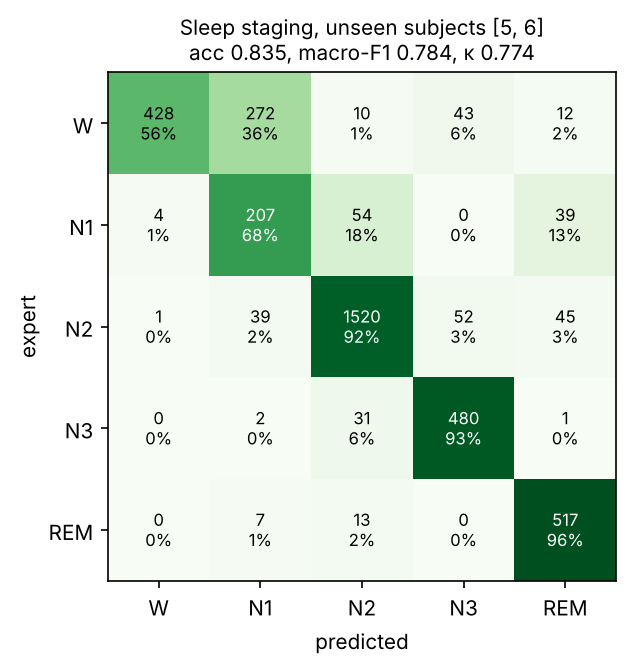 Sleep staging, unseen subjects [5, 6]
acc 0.835, macro-F1 0.784, κ 0.774
W
428 272 10 43 12
56% 36% 1% 6% 2%
N1
4 207 54 0 39
1% 68% 18% 0% 13%
expert
N2
1 39 1520 52 45
0% 2% 92% 3% 3%
N3
0 2 31 480 1
0% 0% 6% 93% 0%
REM
0 7 13 0 517
0% 1% 2% 0% 96%
W N1 N2 N3 REM
predicted